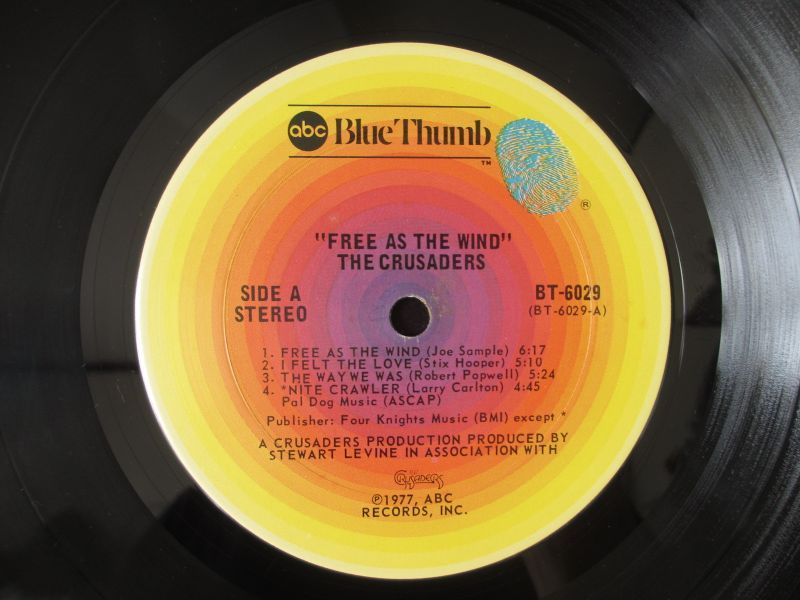 abc Blue Thumb ™
®
"FREE AS THE WIND"
THE CRUSADERS
SIDE A
STEREO
BT-6029
(BT-6029-A)
1. FREE AS THE WIND (Joe Sample) 6:17
2. I FELT THE LOVE (Stix Hooper) 5:10
3. THE WAY WE WAS (Robert Popwell) 5:24
4. *NITE CRAWLER (Larry Carlton) 4:45
Pal Dog Music (ASCAP)
Publisher: Four Knights Music (BMI) except *
A CRUSADERS PRODUCTION PRODUCED BY
STEWART LEVINE IN ASSOCIATION WITH
CRUSADERS
℗1977, ABC
RECORDS, INC.